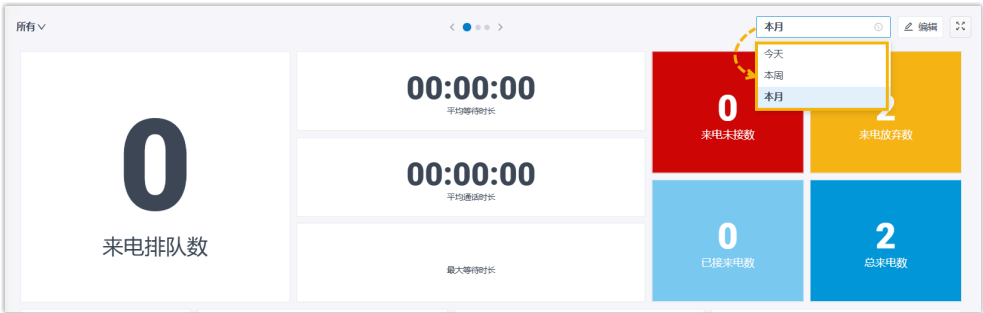 所有
本月
编辑
今天
本周
本月
0
来电排队数
00:00:00
平均等待时长
00:00:00
平均通话时长
最大等待时长
0
来电未接数
2
来电放弃数
0
已接来电数
2
总来电数